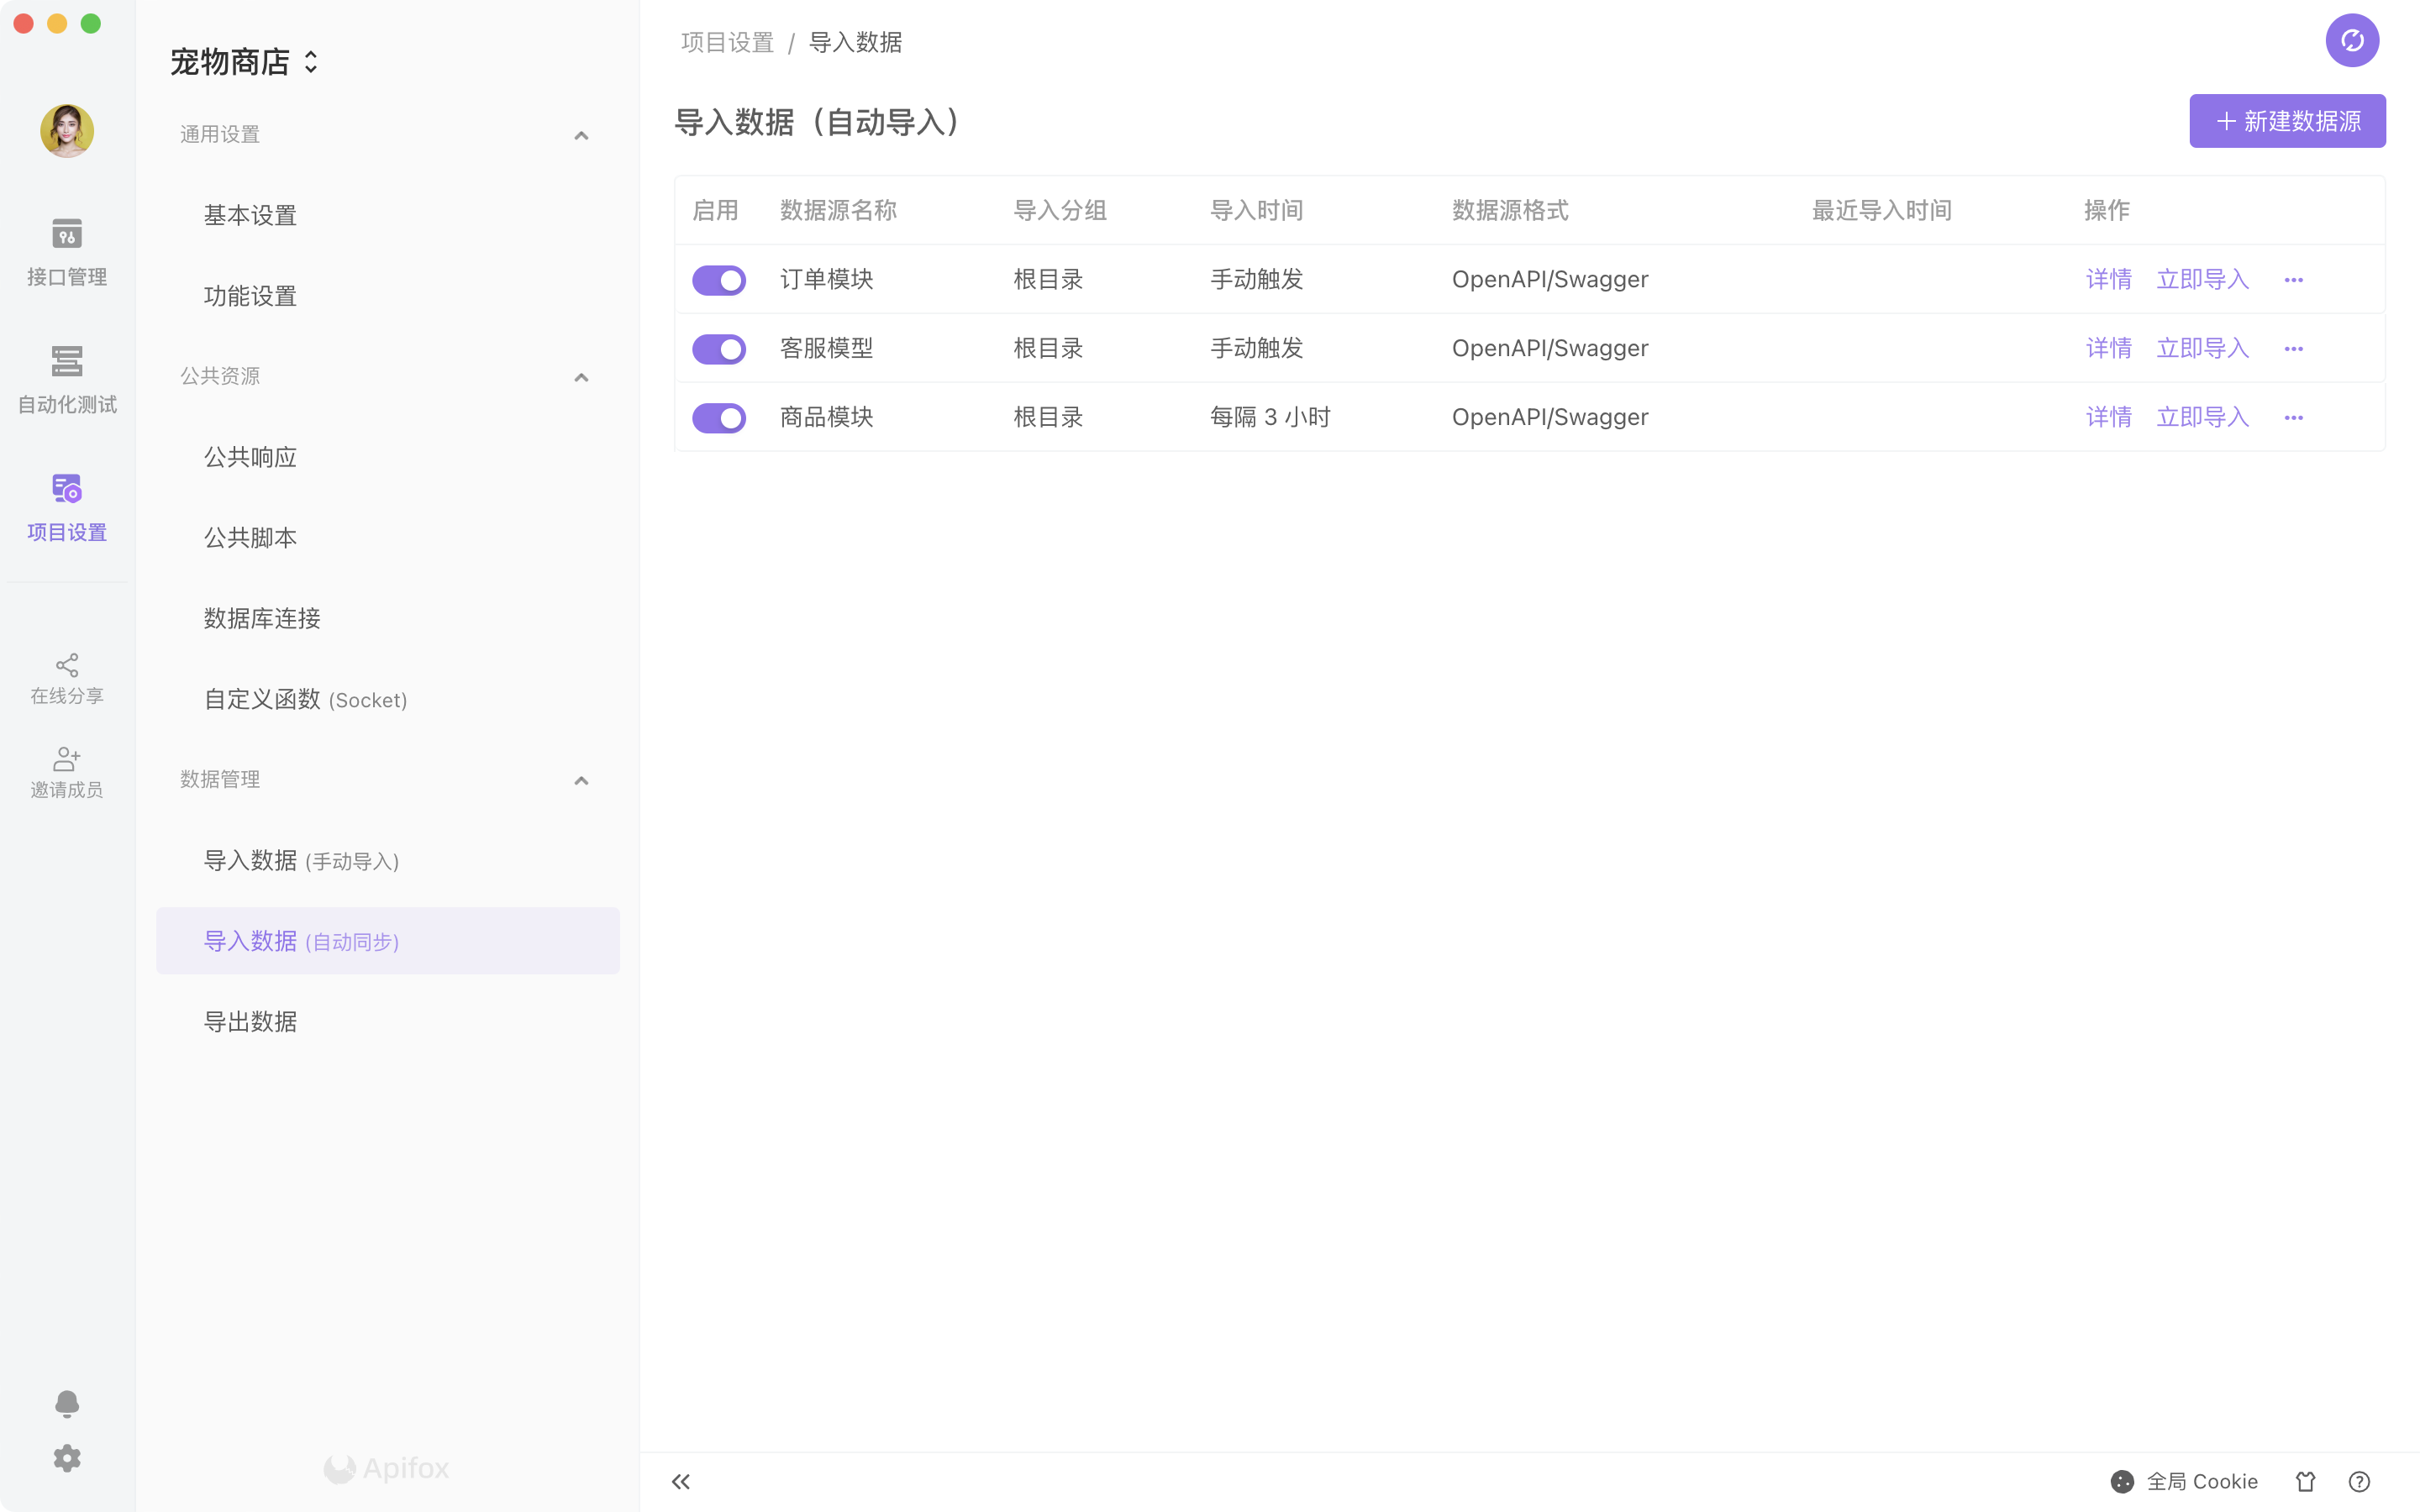 宠物商店
通用设置
基本设置
功能设置
公共资源
公共响应
公共脚本
数据库连接
自定义函数 (Socket)
数据管理
导入数据 (手动导入)
导入数据 (自动同步)
导出数据
Apifox
接口管理
自动化测试
项目设置
在线分享
邀请成员
项目设置 / 导入数据
导入数据（自动导入）
新建数据源
启用 数据源名称 导入分组 导入时间 数据源格式 最近导入时间 操作
订单模块 根目录 手动触发 OpenAPI/Swagger 详情 立即导入 ···
客服模型 根目录 手动触发 OpenAPI/Swagger 详情 立即导入 ···
商品模块 根目录 每隔 3 小时 OpenAPI/Swagger 详情 立即导入 ···
全局 Cookie